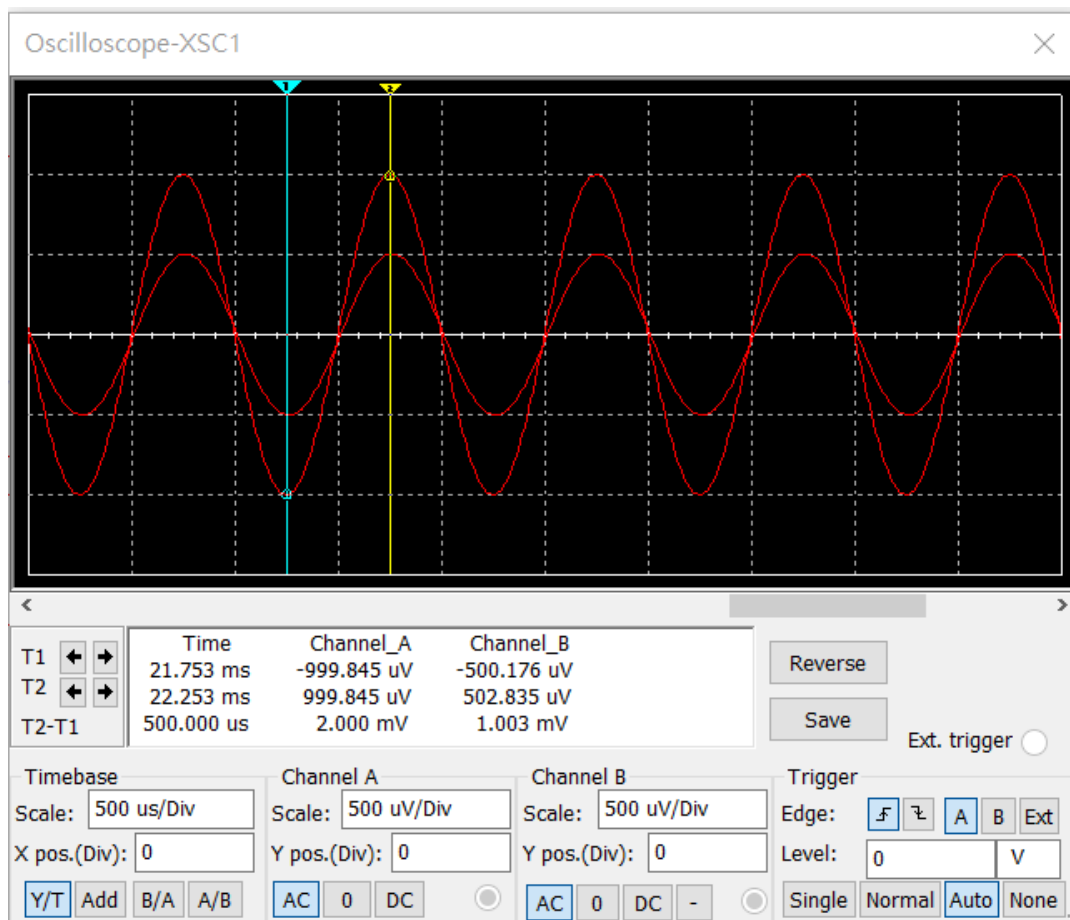 Oscilloscope-XSC1
1 2
Time Channel_A Channel_B
T1 21.753 ms -999.845 uV -500.176 uV
T2 22.253 ms 999.845 uV 502.835 uV
T2-T1 500.000 us 2.000 mV 1.003 mV
Reverse
Save
Ext. trigger
Timebase Channel A Channel B Trigger
Scale: 500 us/Div Scale: 500 uV/Div Scale: 500 uV/Div Edge: A B Ext
X pos.(Div): 0 Y pos.(Div): 0 Y pos.(Div): 0 Level: 0 V
Y/T Add B/A A/B AC 0 DC AC 0 DC - Single Normal Auto None